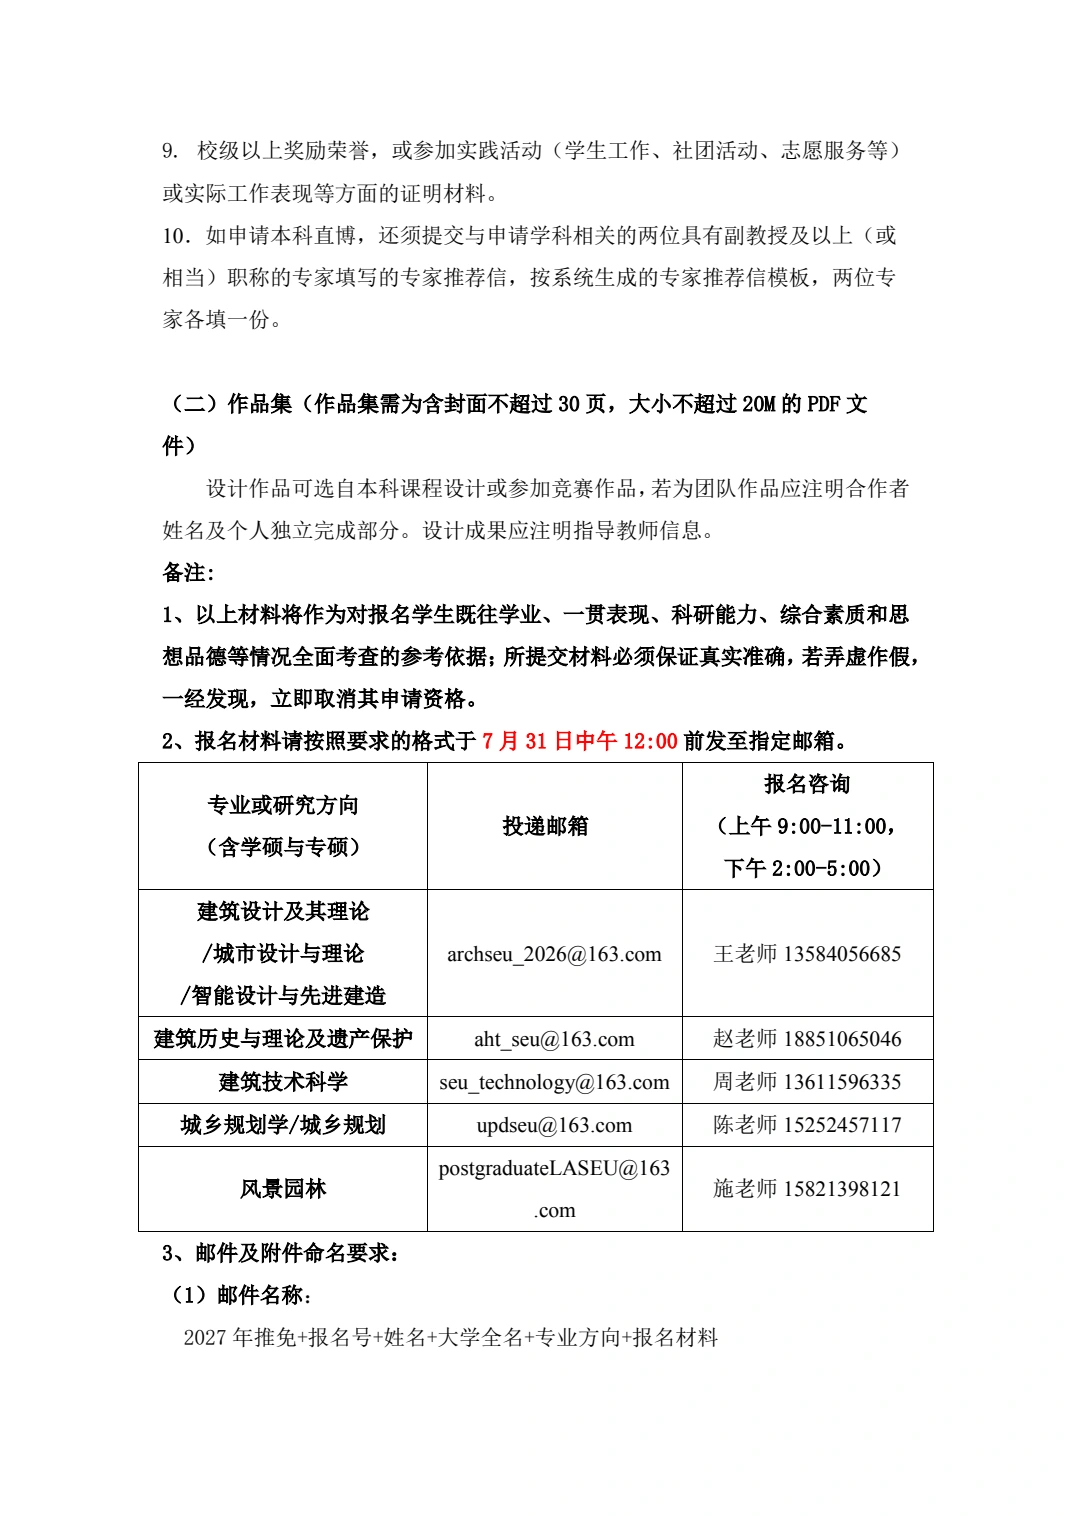 9. 校级以上奖励荣誉，或参加实践活动（学生工作、社团活动、志愿服务等）
或实际工作表现等方面的证明材料。
10. 如申请本科直博，还须提交与申请学科相关的两位具有副教授及以上（或
相当）职称的专家填写的专家推荐信，按系统生成的专家推荐信模板，两位专
家各填一份。
（二）作品集（作品集需为含封面不超过 30 页，大小不超过 20M 的 PDF 文
件）
设计作品可选自本科课程设计或参加竞赛作品，若为团队作品应注明合作者
姓名及个人独立完成部分。设计成果应注明指导教师信息。
备注:
1、以上材料将作为对报名学生既往学业、一贯表现、科研能力、综合素质和思
想品德等情况全面考查的参考依据；所提交材料必须保证真实准确，若弄虚作假，
一经发现，立即取消其申请资格。
2、报名材料请按照要求的格式于 7 月 31 日中午 12:00 前发至指定邮箱。
专业或研究方向
（含学硕与专硕）
投递邮箱
报名咨询
（上午 9:00-11:00，
下午 2:00-5:00）
建筑设计及其理论
/城市设计与理论
/智能设计与先进建造
archseu_2026@163.com
王老师 13584056685
建筑历史与理论及遗产保护
aht_seu@163.com
赵老师 18851065046
建筑技术科学
seu_technology@163.com
周老师 13611596335
城乡规划学/城乡规划
updseu@163.com
陈老师 15252457117
风景园林
postgraduateLASEU@163
.com
施老师 15821398121
3、邮件及附件命名要求：
（1）邮件名称：
2027 年推免+报名号+姓名+大学全名+专业方向+报名材料